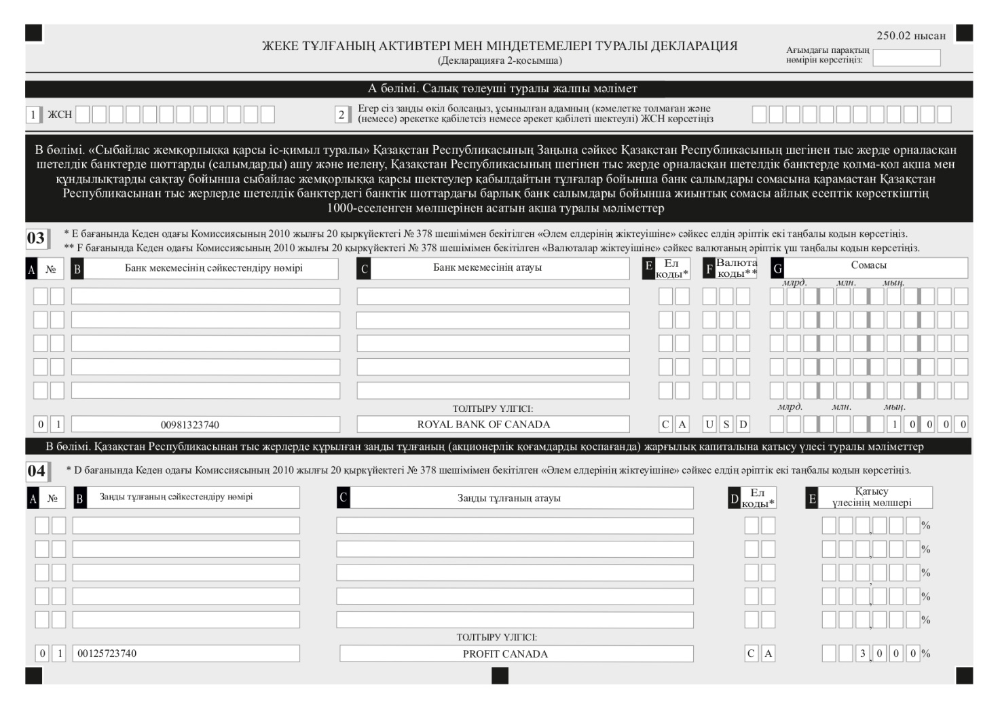 250.02 нысан
ЖЕКЕ ТҰЛҒАНЫҢ АКТИВТЕРІ МЕН МІНДЕТЕМЕЛЕРІ ТУРАЛЫ ДЕКЛАРАЦИЯ
(Декларацияға 2-қосымша)
Ағымдағы парақтың
нөмірін көрсетіңіз:
А бөлімі. Салық төлеуші туралы жалпы мәлімет
1 ЖСН
2 Егер сіз заңды өкіл болсаңыз, ұсынылған адамның (кәмелетке толмаған және
(немесе) әрекетке қабілетсіз немесе әрекет қабілеті шектеулі) ЖСН көрсетіңіз
В бөлімі. «Сыбайлас жемқорлыққа қарсы іс-қимыл туралы» Қазақстан Республикасының Заңына сәйкес Қазақстан Республикасының шегінен тыс жерде орналасқан
шетелдік банктерде шоттарды (салымдарды) ашу және иелену, Қазақстан Республикасының шегінен тыс жерде орналасқан шетелдік банктерде қолма-қол ақша мен
құндылықтарды сақтау бойынша сыбайлас жемқорлыққа қарсы шектеулер қабылдайтын тұлғалар бойынша банк салымдары сомасына қарамастан Қазақстан
Республикасынан тыс жерлерде шетелдік банктердегі банктік шоттардағы барлық банк салымдары бойынша жиынтық сомасы айлық есептік көрсеткіштің
1000-еселенген мөлшерінен асатын ақша туралы мәліметтер
03 * Е бағанында Кеден одағы Комиссиясының 2010 жылғы 20 қыркүйектегі № 378 шешімімен бекітілген «Әлем елдерінің жіктеуішіне» сәйкес елдің әріптік екі таңбалы кодын көрсетіңіз.
** F бағанында Кеден одағы Комиссиясының 2010 жылғы 20 қыркүйектегі № 378 шешімімен бекітілген «Валюталар жіктеуішіне» сәйкес валютаның әріптік үш таңбалы кодын көрсетіңіз.
A № B Банк мекемесінің сәйкестендіру нөмірі C Банк мекемесінің атауы E Ел коды* F Валюта коды** G Сомасы
млрд. млн. мың.
ТОЛТЫРУ ҮЛГІСІ: млрд. млн. мың.
0 1 00981323740 ROYAL BANK OF CANADA C A U S D 1 0 0 0 0
В бөлімі. Қазақстан Республикасынан тыс жерлерде құрылған заңды тұлғаның (акционерлік қоғамдарды қоспағанда) жарғылық капиталына қатысу үлесі туралы мәліметтер
04 * D бағанында Кеден одағы Комиссиясының 2010 жылғы 20 қыркүйектегі № 378 шешімімен бекітілген «Әлем елдерінің жіктеуішіне» сәйкес елдің әріптік екі таңбалы кодын көрсетіңіз.
A № B Заңды тұлғаның сәйкестендіру нөмірі C Заңды тұлғаның атауы D Ел коды* E Қатысу үлесінің мөлшері
, %
, %
, %
, %
, %
ТОЛТЫРУ ҮЛГІСІ:
0 1 00125723740 PROFIT CANADA C A 3 , 0 0 0 %